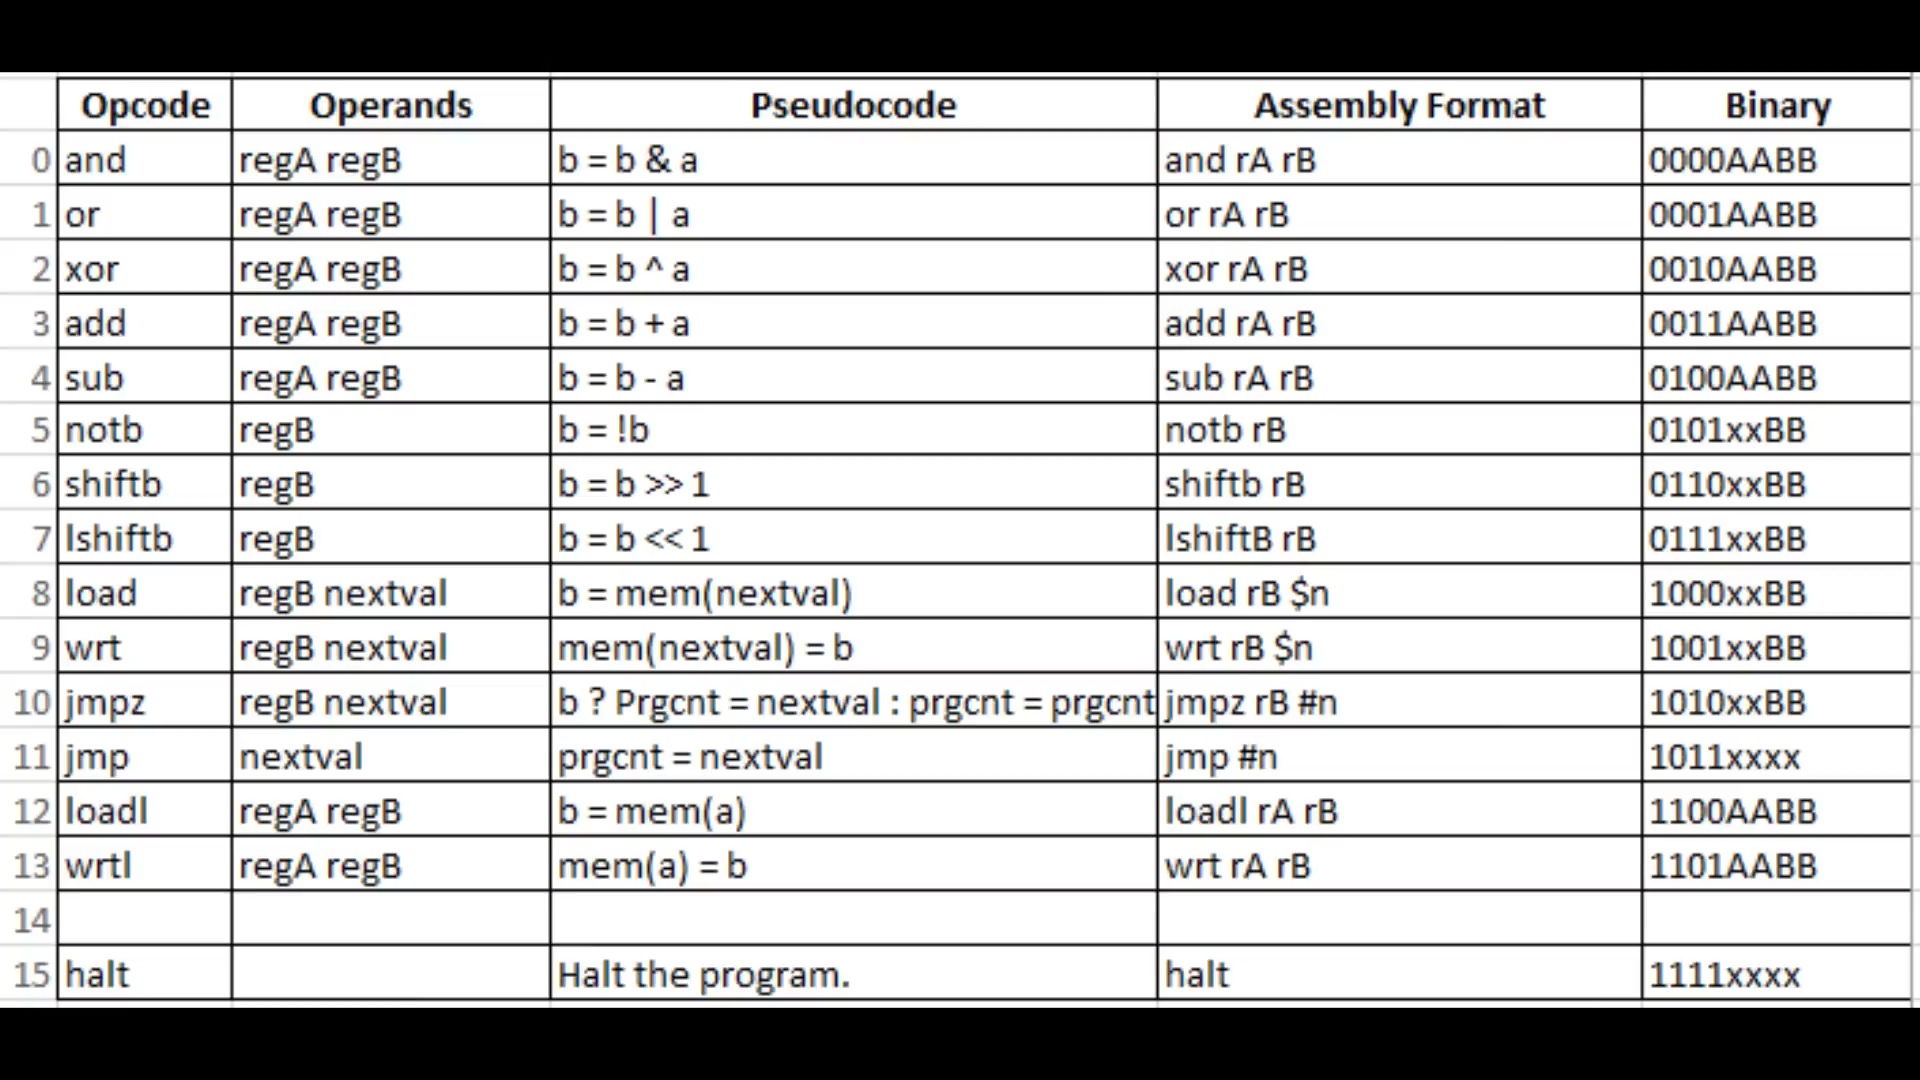 Opcode Operands Pseudocode Assembly Format Binary
0 and regA regB b = b & a and rA rB 0000AABB
1 or regA regB b = b | a or rA rB 0001AABB
2 xor regA regB b = b ^ a xor rA rB 0010AABB
3 add regA regB b = b + a add rA rB 0011AABB
4 sub regA regB b = b - a sub rA rB 0100AABB
5 notb regB b = !b notb rB 0101xxBB
6 shiftb regB b = b >> 1 shiftb rB 0110xxBB
7 lshiftb regB b = b << 1 lshiftB rB 0111xxBB
8 load regB nextval b = mem(nextval) load rB $n 1000xxBB
9 wrt regB nextval mem(nextval) = b wrt rB $n 1001xxBB
10 jmpz regB nextval b ? Prgcnt = nextval : prgcnt = prgcnt jmpz rB #n 1010xxBB
11 jmp nextval prgcnt = nextval jmp #n 1011xxxx
12 loadl regA regB b = mem(a) loadl rA rB 1100AABB
13 wrtl regA regB mem(a) = b wrt rA rB 1101AABB
14
15 halt Halt the program. halt 1111xxxx